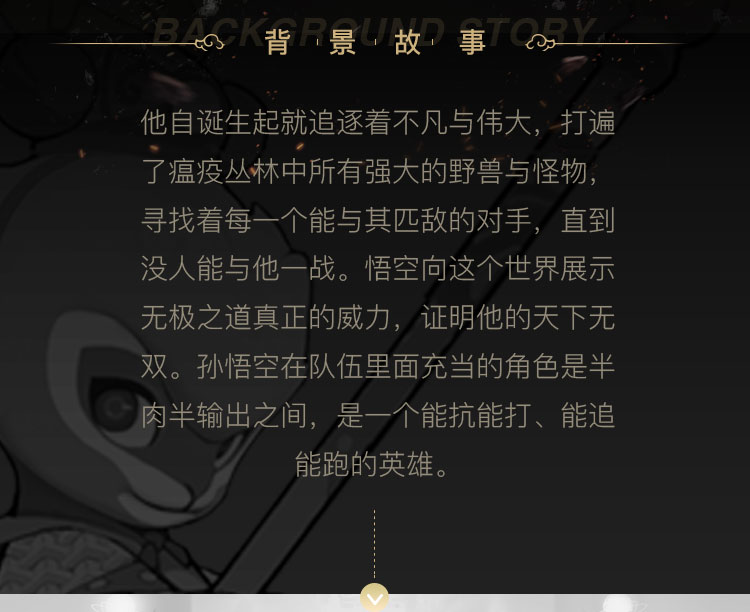 BACKGROUND STORY
背景故事
他自诞生起就追逐着不凡与伟大，打遍
了瘟疫丛林中所有强大的野兽与怪物，
寻找着每一个能与其匹敌的对手，直到
没人能与他一战。悟空向这个世界展示
无极之道真正的威力，证明他的天下无
双。孙悟空在队伍里面充当的角色是半
肉半输出之间，是一个能抗能打、能追
能跑的英雄。